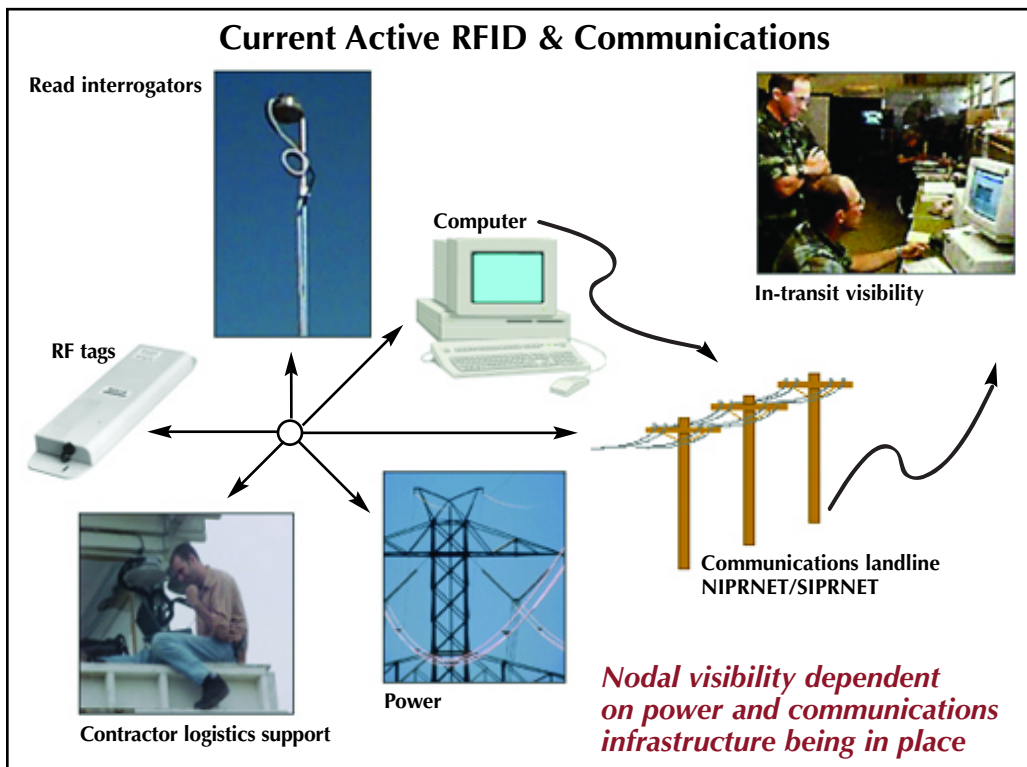 Current Active RFID & Communications
Read interrogators
Computer
In-transit visibility
RF tags
Communications landline
NIPRNET/SIPRNET
Power
Contractor logistics support
Nodal visibility dependent
on power and communications
infrastructure being in place